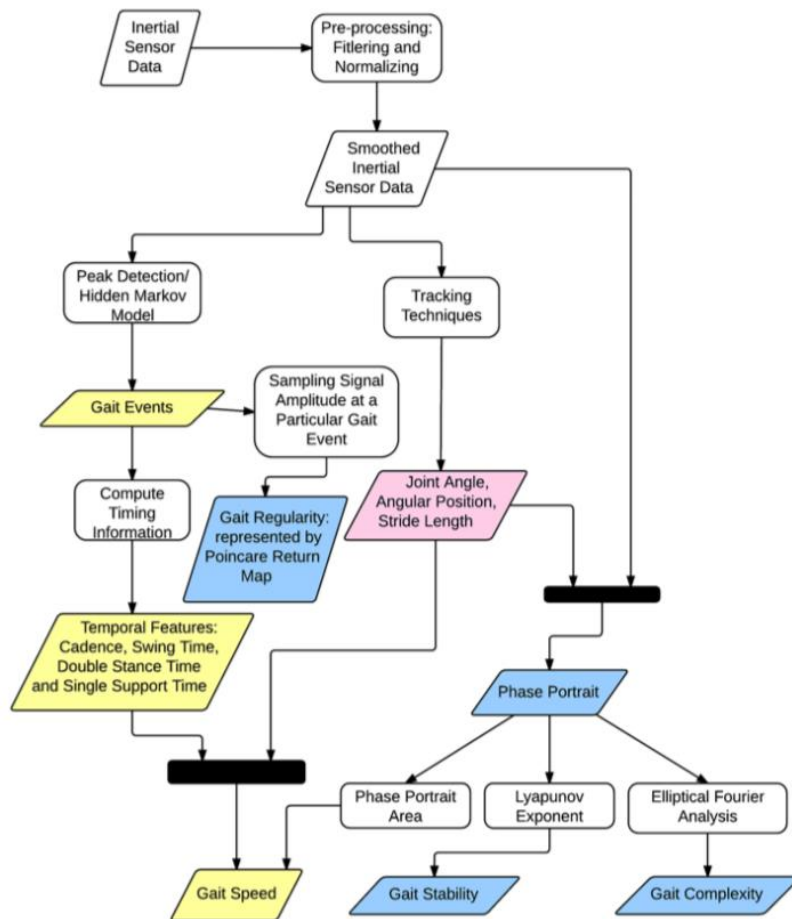 Inertial
Sensor
Data
Pre-processing:
Fitlering and
Normalizing
Smoothed
Inertial
Sensor Data
Peak Detection/
Hidden Markov
Model
Tracking
Techniques
Gait Events
Sampling Signal
Amplitude at a
Particular Gait
Event
Compute
Timing
Information
Gait Regularity:
represented by
Poincare Return
Map
Joint Angle,
Angular Position,
Stride Length
Temporal Features:
Cadence, Swing Time,
Double Stance Time
and Single Support Time
Phase Portrait
Phase Portrait
Area
Lyapunov
Exponent
Elliptical Fourier
Analysis
Gait Speed
Gait Stability
Gait Complexity